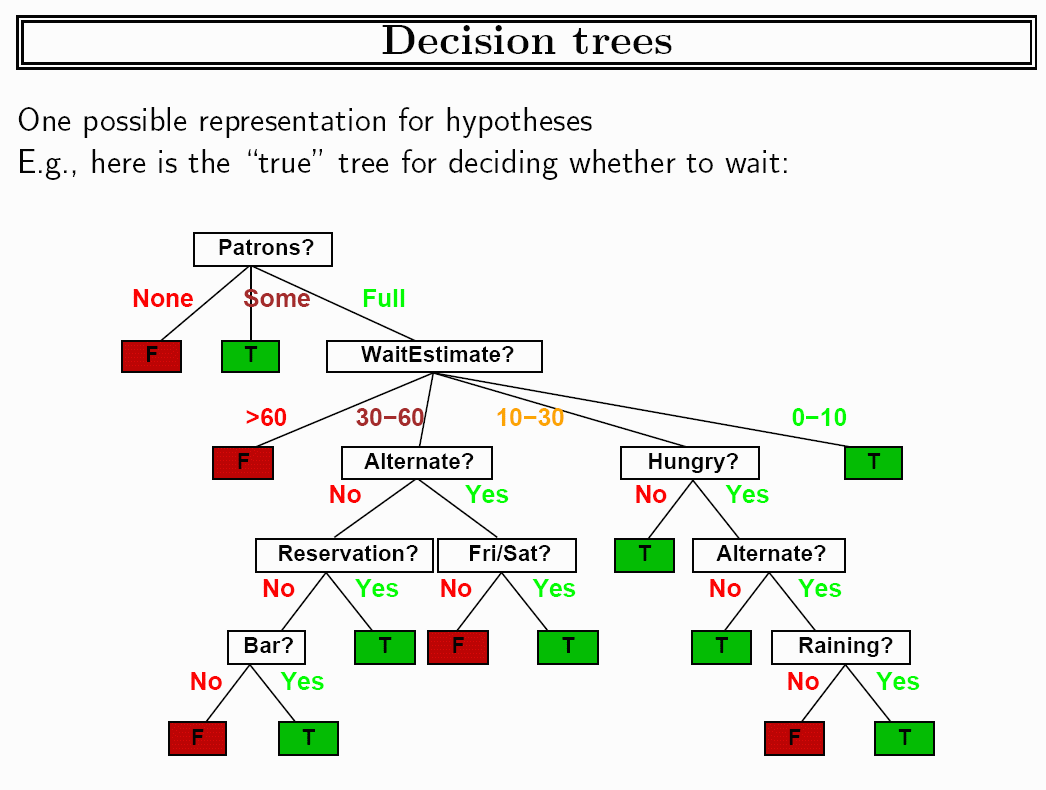 Decision trees
One possible representation for hypotheses
E.g., here is the “true” tree for deciding whether to wait:
Patrons?
None Some Full
F T WaitEstimate?
>60 30−60 10−30 0−10
F Alternate? Hungry? T
No Yes No Yes
Reservation? Fri/Sat? T Alternate?
No Yes No Yes No Yes
Bar? T F T T Raining?
No Yes No Yes
F T F T